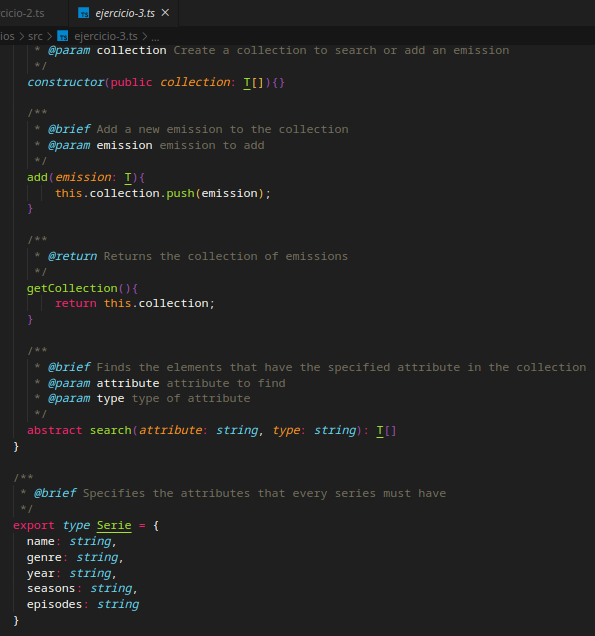 cicio-2.ts
TS ejercicio-3.ts ×
ios > src > TS ejercicio-3.ts > ...
* @param collection Create a collection to search or add an emission
*/
constructor(public collection: T[]){}
/**
* @brief Add a new emission to the collection
* @param emission emission to add
*/
add(emission: T){
this.collection.push(emission);
}
/**
* @return Returns the collection of emissions
*/
getCollection(){
return this.collection;
}
/**
* @brief Finds the elements that have the specified attribute in the collection
* @param attribute attribute to find
* @param type type of attribute
*/
abstract search(attribute: string, type: string): T[]
}
/**
* @brief Specifies the attributes that every series must have
*/
export type Serie = {
name: string,
genre: string,
year: string,
seasons: string,
episodes: string
}